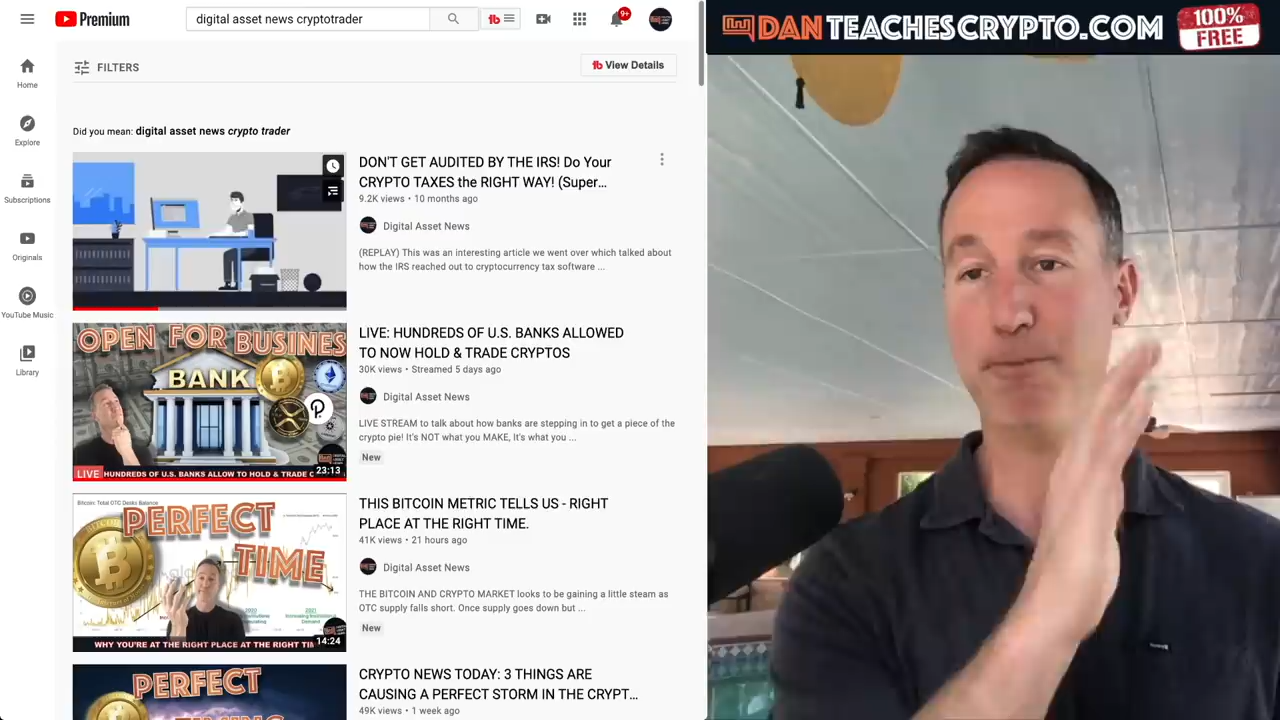 Premium
digital asset news cryptotrader
tb
9+
DANTEACHESCRYPTO.COM
100%
FREE
FILTERS
tb View Details
Home
Explore
Subscriptions
Originals
YouTube Music
Library
Did you mean: digital asset news crypto trader
DON'T GET AUDITED BY THE IRS! Do Your
CRYPTO TAXES the RIGHT WAY! (Super...
9.2K views • 10 months ago
Digital Asset News
(REPLAY) This was an interesting article we went over which talked about
how the IRS reached out to cryptocurrency tax software ...
OPEN FOR BUSINES
BANK
LIVE
HUNDREDS OF U.S. BANKS ALLOW TO HOLD & TRADE C
23:13
LIVE: HUNDREDS OF U.S. BANKS ALLOWED
TO NOW HOLD & TRADE CRYPTOS
30K views • Streamed 5 days ago
Digital Asset News
LIVE STREAM to talk about how banks are stepping in to get a piece of the
crypto pie! It's NOT what you MAKE, It's what you ...
New
Bitcoin: Total OTC Desks Balance
PERFECT
TIME
2021
WHY YOU'RE AT THE RIGHT PLACE AT THE RIGHT TIM
14:24
THIS BITCOIN METRIC TELLS US - RIGHT
PLACE AT THE RIGHT TIME.
41K views • 21 hours ago
Digital Asset News
THE BITCOIN AND CRYPTO MARKET looks to be gaining a little steam as
OTC supply falls short. Once supply goes down but ...
New
PERFECT
CRYPTO NEWS TODAY: 3 THINGS ARE
CAUSING A PERFECT STORM IN THE CRYPT...
49K views • 1 week ago